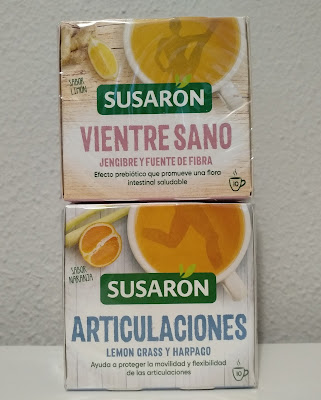 SABOR
LIMÓN
SUSARÓN
VIENTRE SANO
JENGIBRE Y FUENTE DE FIBRA
Efecto prebiótico que promueve una flora
intestinal saludable
10
SABOR
NARANJA
SUSARÓN
ARTICULACIONES
LEMON GRASS Y HARPAGO
Ayuda a proteger la movilidad y flexibilidad
de las articulaciones
10